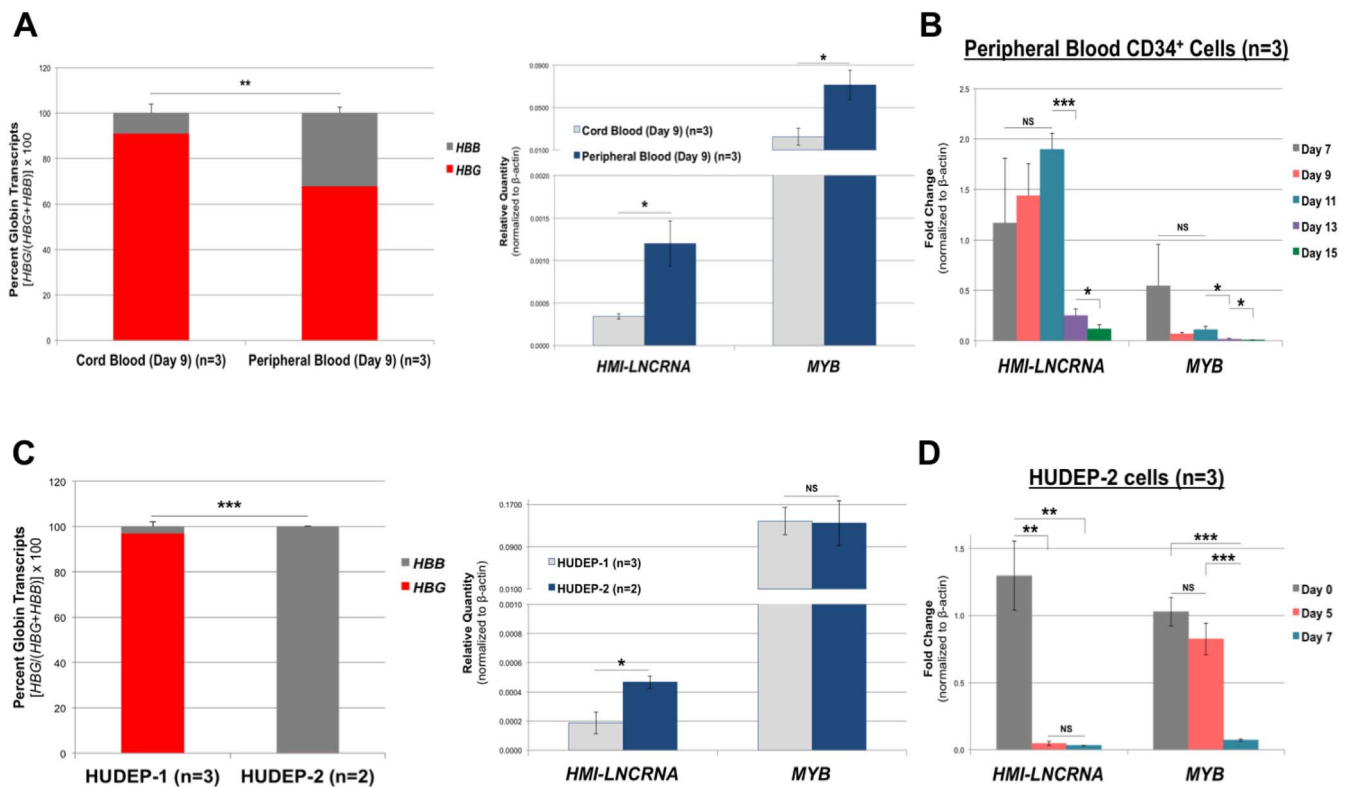 A
Percent Globin Transcripts
[HBG/(HBG+HBB)] x 100
120
100
80
60
40
20
0
**
HBB
HBG
Cord Blood (Day 9) (n=3)
Peripheral Blood (Day 9) (n=3)
Relative Quantity
(normalized to β-actin)
0.0900
0.0500
0.0100
0.0020
0.0015
0.0010
0.0005
0.0000
Cord Blood (Day 9) (n=3)
Peripheral Blood (Day 9) (n=3)
*
*
HMI-LNCRNA
MYB
B
Peripheral Blood CD34+ Cells (n=3)
Fold Change
(normalized to β-actin)
2.5
2.0
1.5
1.0
0.5
0.0
NS
***
*
NS
*
*
Day 7
Day 9
Day 11
Day 13
Day 15
HMI-LNCRNA
MYB
C
Percent Globin Transcripts
[HBG/(HBG+HBB)] x 100
120
100
80
60
40
20
0
***
HBB
HBG
HUDEP-1 (n=3)
HUDEP-2 (n=2)
Relative Quantity
(normalized to β-actin)
0.1700
0.0900
0.0100
0.0010
0.0008
0.0006
0.0004
0.0002
0.0000
HUDEP-1 (n=3)
HUDEP-2 (n=2)
*
NS
HMI-LNCRNA
MYB
D
HUDEP-2 cells (n=3)
Fold Change
(normalized to β-actin)
1.5
1.0
0.5
0.0
**
**
NS
***
***
NS
Day 0
Day 5
Day 7
HMI-LNCRNA
MYB